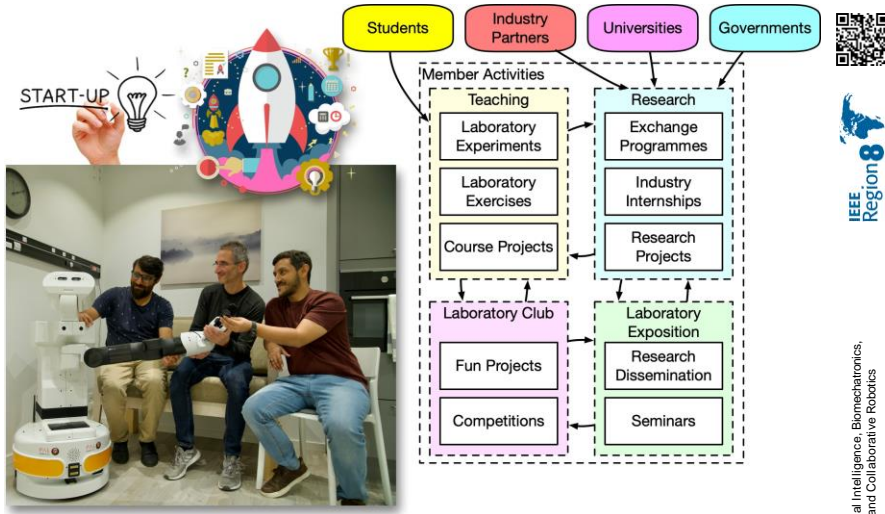 START-UP
Students
Industry
Partners
Universities
Governments
Member Activities
Teaching
Laboratory
Experiments
Laboratory
Exercises
Course Projects
Research
Exchange
Programmes
Industry
Internships
Research
Projects
Laboratory Club
Fun Projects
Competitions
Laboratory
Exposition
Research
Dissemination
Seminars
IEEE
Region 8
al Intelligence, Biomechatronics,
and Collaborative Robotics